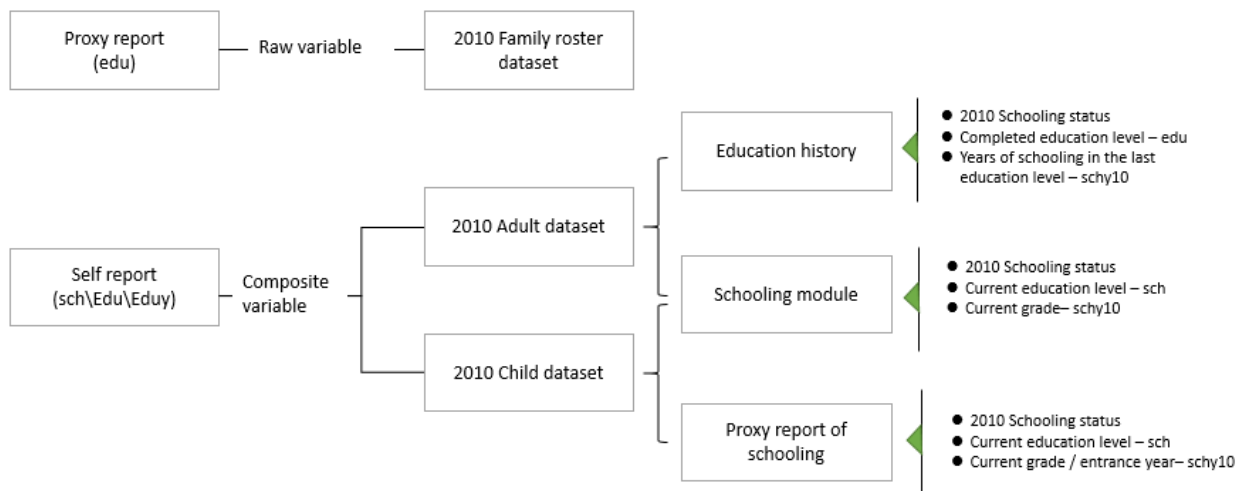 Proxy report
(edu)
Raw variable
2010 Family roster
dataset
Education history
● 2010 Schooling status
● Completed education level – edu
● Years of schooling in the last
education level – schy10
2010 Adult dataset
Self report
(sch\Edu\Eduy)
Composite
variable
Schooling module
● 2010 Schooling status
● Current education level – sch
● Current grade– schy10
2010 Child dataset
Proxy report of
schooling
● 2010 Schooling status
● Current education level – sch
● Current grade / entrance year– schy10